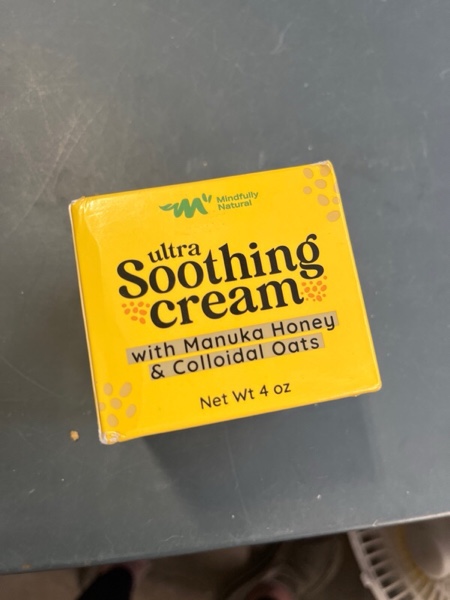 Mindfully
Natural
ultra
Soothing
cream
with Manuka Honey
& Colloidal Oats
Net Wt 4 oz